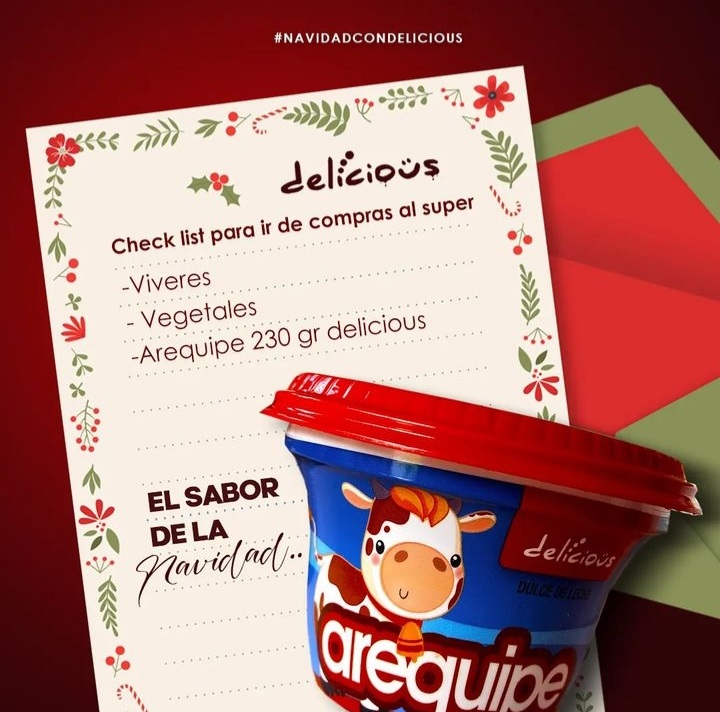 #NAVIDADCONDELICIOUS
delicious
Check list para ir de compras al super
-Viveres
- Vegetales
-Arequipe 230 gr delicious
EL SABOR
DE LA
Navidad..
delicious
DULCE DE LECHE
arequipe